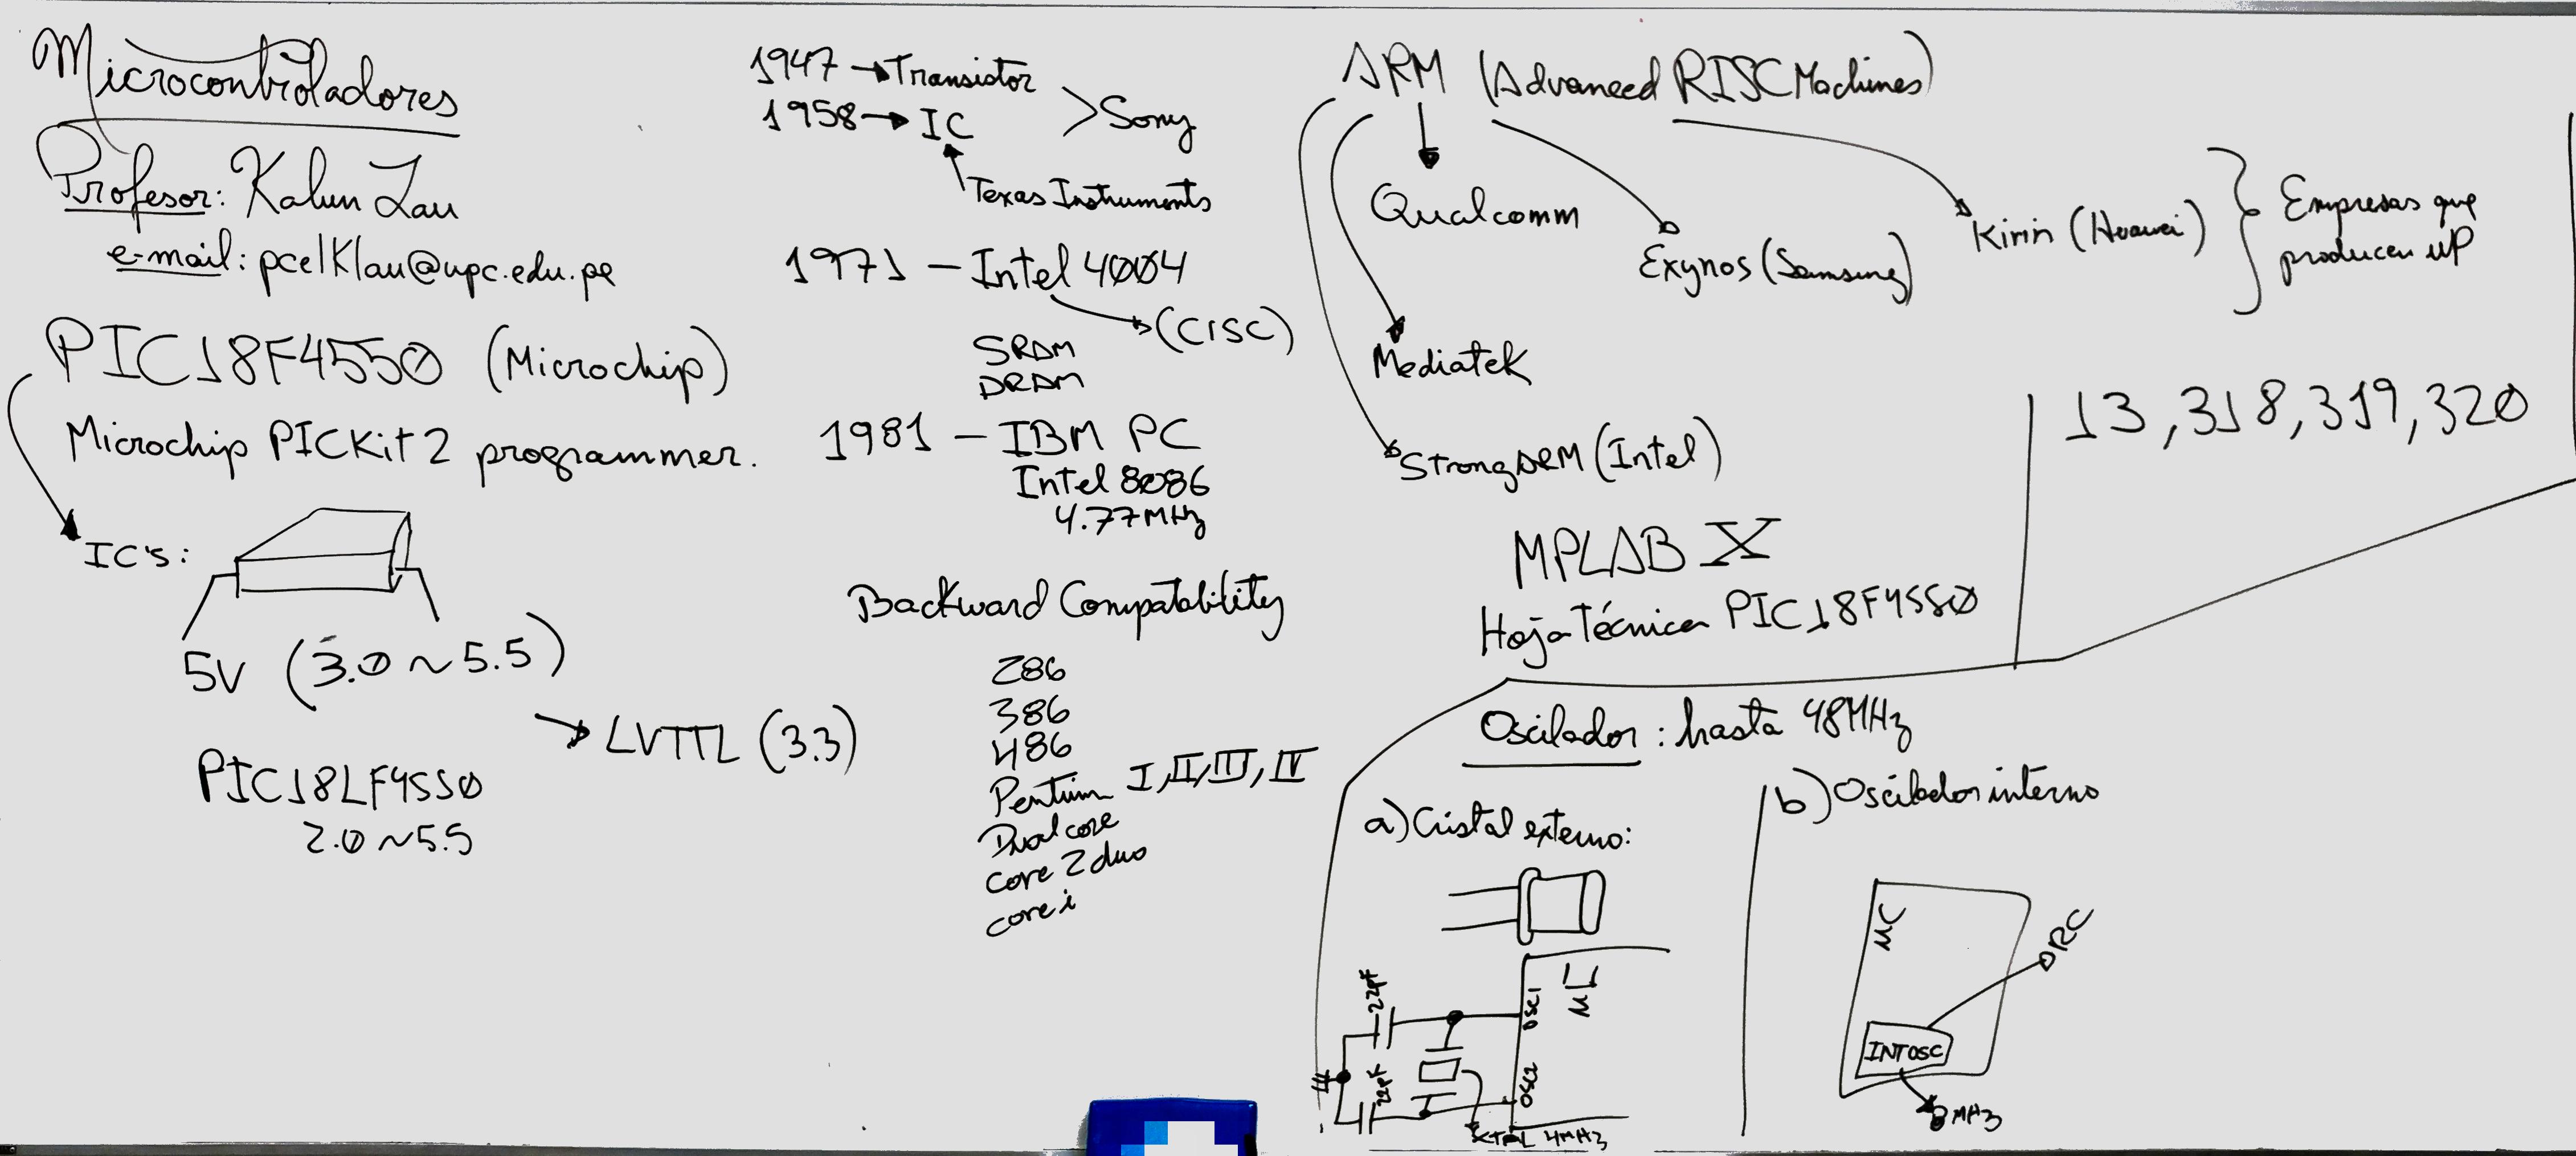 Microcontroladores
Profesor: Kalun Lau
e-mail: pcelklau@upc.edu.pe
PIC18F4550 (Microchip)
Microchip PICKit2 programmer.
IC's:
5V (3.0 ~ 5.5)
LVTTL (3.3)
PIC18LF4550
2.0 ~ 5.5
1947 → Transistor
1958 → IC
> Sony
Texas Instruments
1971 - Intel 4004
(CISC)
SRAM
DRAM
1981 - IBM PC
Intel 8086
4.77MHz
Backward Compatability
286
386
486
Pentium I, II, III, IV
Dual core
core 2 duo
core i
ARM (Advanced RISC Machines)
Qualcomm
Exynos (Samsung)
Kirin (Huawei)
Empresas que
producen uP
Mediatek
StrongARM (Intel)
13,318,319,320
MPLAB X
Hoja Técnica PIC18F4550
Oscilador: hasta 48MHz
a) Cristal externo:
22pF
22pF
OSC1
OSC2
uC
XTAL 4MHz
b) Oscilador interno
uC
RC
INTOSC
8MHz